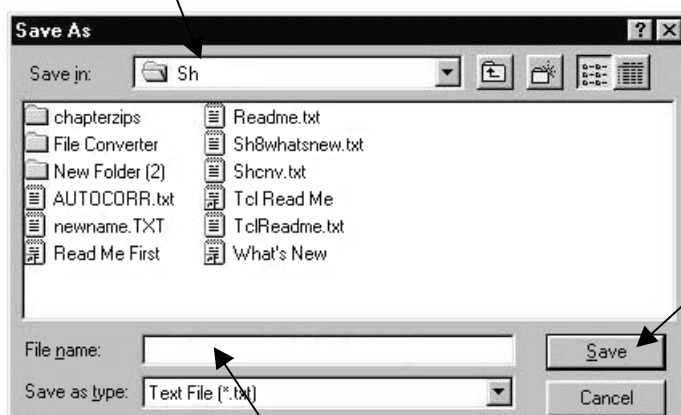 Save As
Save in: Sh
chapterzips
File Converter
New Folder (2)
AUTOCORR.txt
newname.TXT
Read Me First
Readme.txt
Sh8whatsnew.txt
Shcnv.txt
Tcl Read Me
TclReadme.txt
What's New
File name:
Save
Save as type: Text File (*.txt)
Cancel